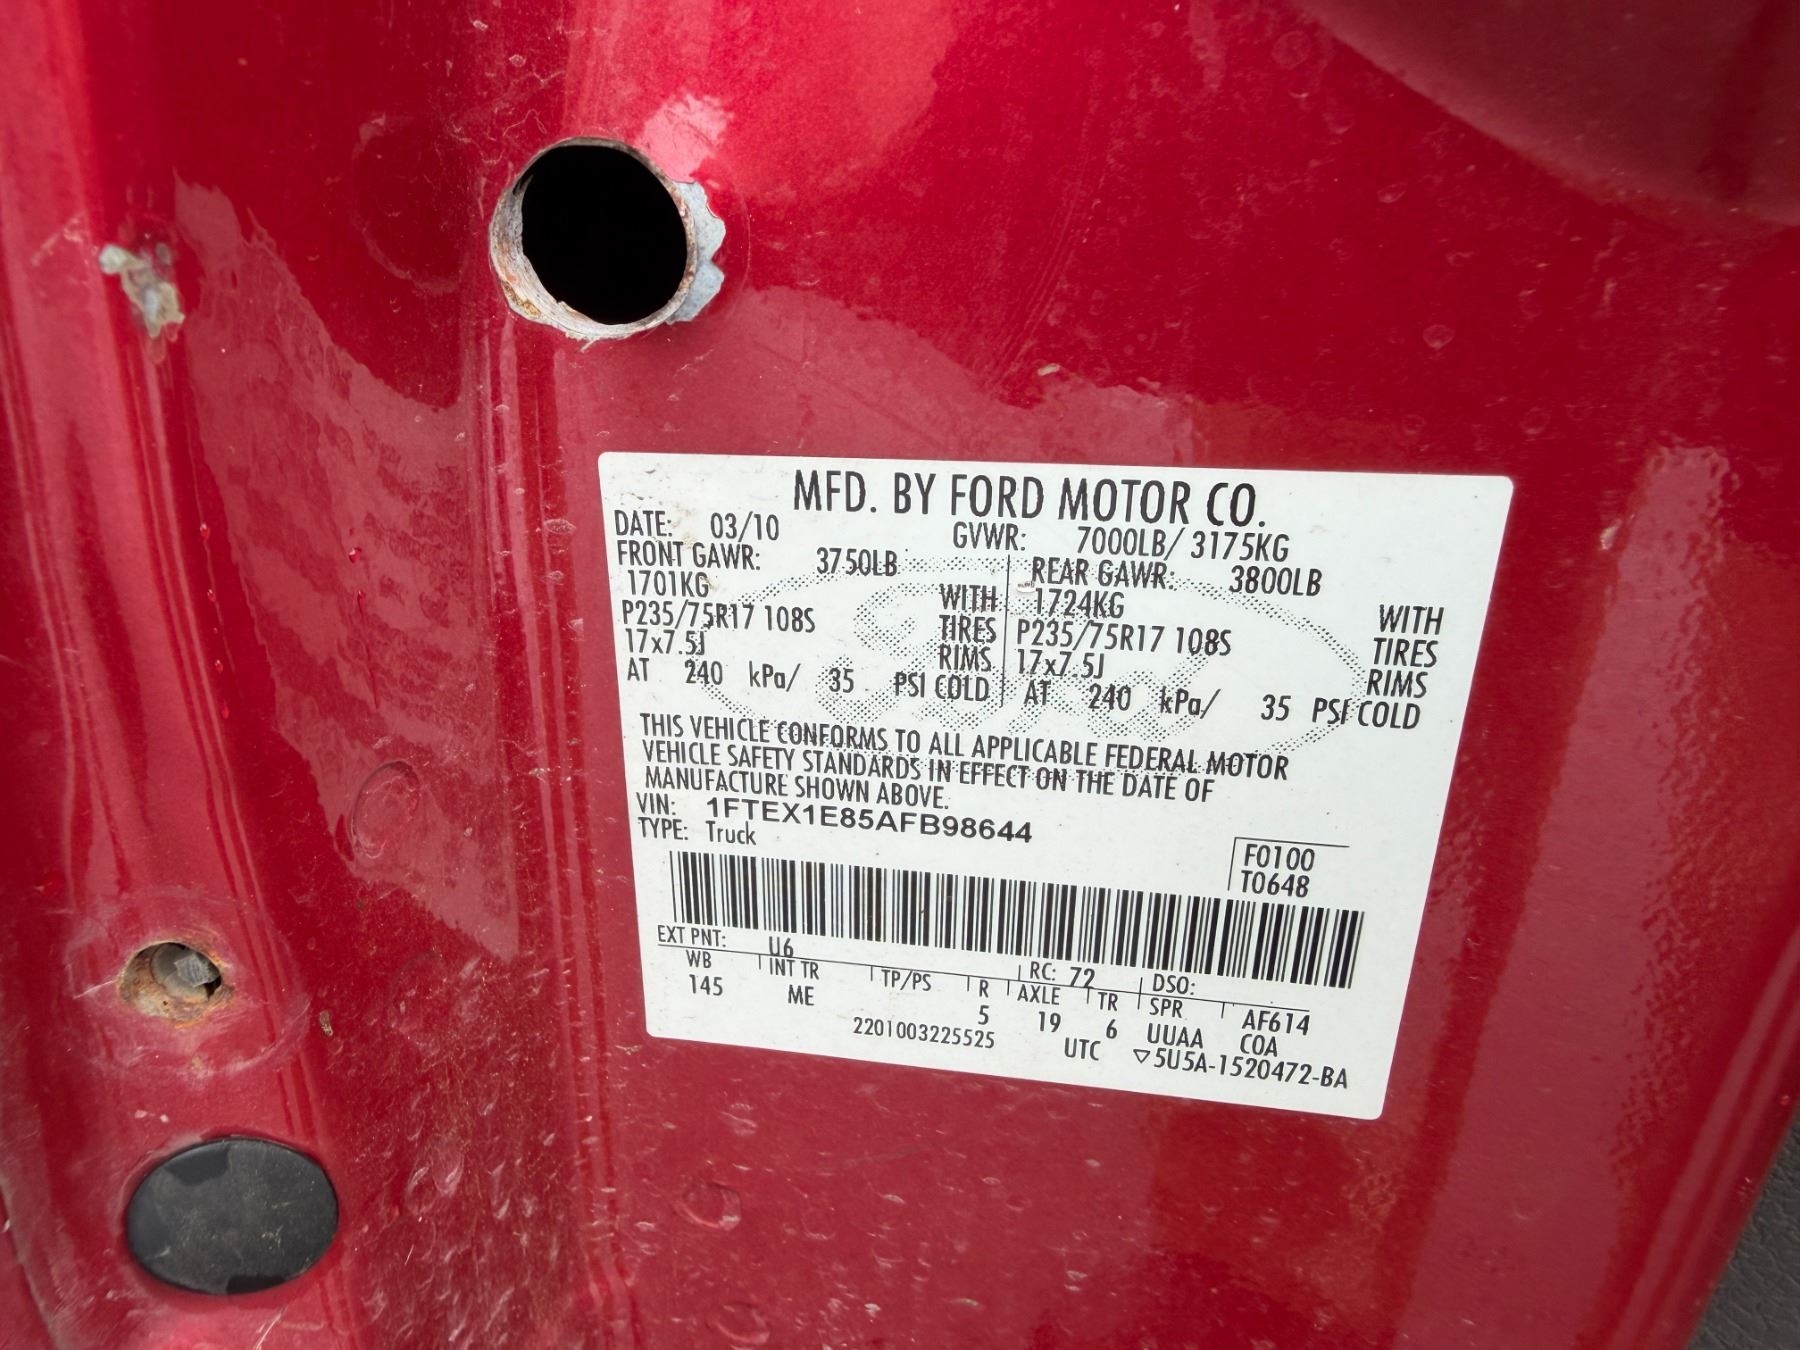 MFD. BY FORD MOTOR CO.
DATE: 03/10 GVWR: 7000LB/ 3175KG
FRONT GAWR: 3750LB REAR GAWR: 3800LB
1701KG WITH 1724KG WITH
P235/75R17 108S TIRES P235/75R17 108S TIRES
17x7.5J RIMS 17x7.5J RIMS
AT 240 kPa/ 35 PSI COLD AT 240 kPa/ 35 PSI COLD
THIS VEHICLE CONFORMS TO ALL APPLICABLE FEDERAL MOTOR
VEHICLE SAFETY STANDARDS IN EFFECT ON THE DATE OF
MANUFACTURE SHOWN ABOVE.
VIN: 1FTEX1E85AFB98644
TYPE: Truck
F0100
T0648
EXT PNT: U6 RC: 72 DSO:
WB INT TR TP/PS R AXLE TR SPR AF614
145 ME 5 19 6 UUAA COA
2201003225525 UTC ▽5U5A-1520472-BA